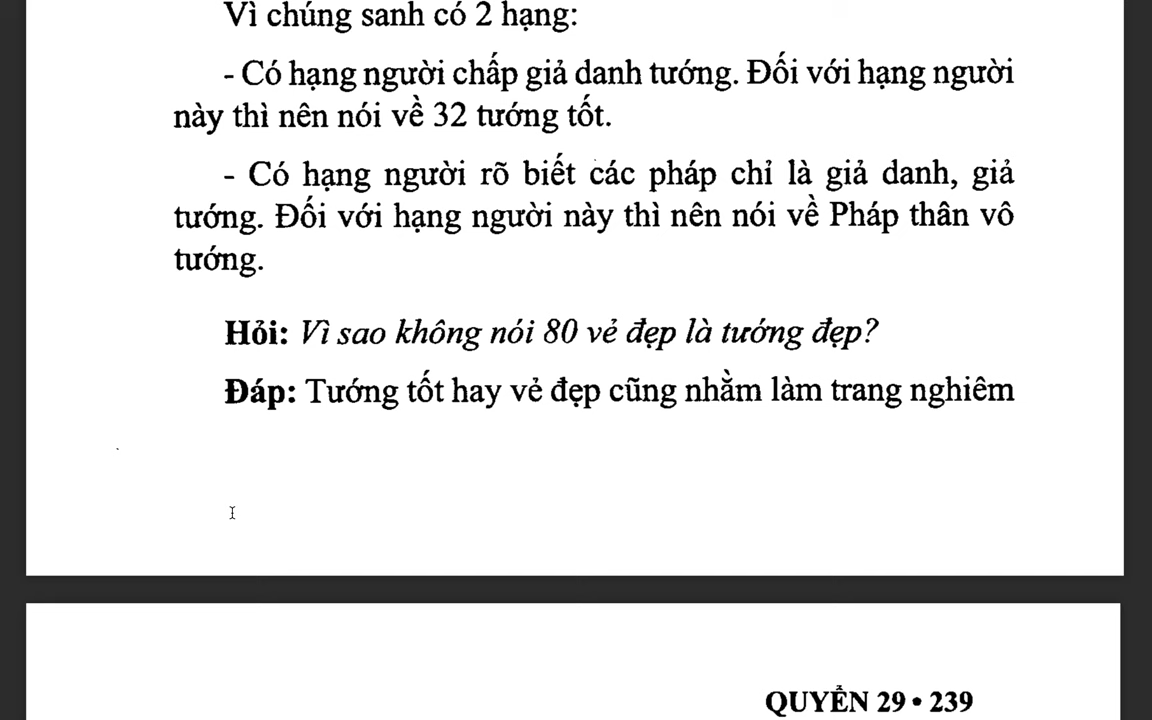 Vì chúng sanh có 2 hạng:
- Có hạng người chấp giả danh tướng. Đối với hạng người
này thì nên nói về 32 tướng tốt.
- Có hạng người rõ biết các pháp chỉ là giả danh, giả
tướng. Đối với hạng người này thì nên nói về Pháp thân vô
tướng.
Hỏi: Vì sao không nói 80 vẻ đẹp là tướng đẹp?
Đáp: Tướng tốt hay vẻ đẹp cũng nhằm làm trang nghiêm
QUYỂN 29 • 239